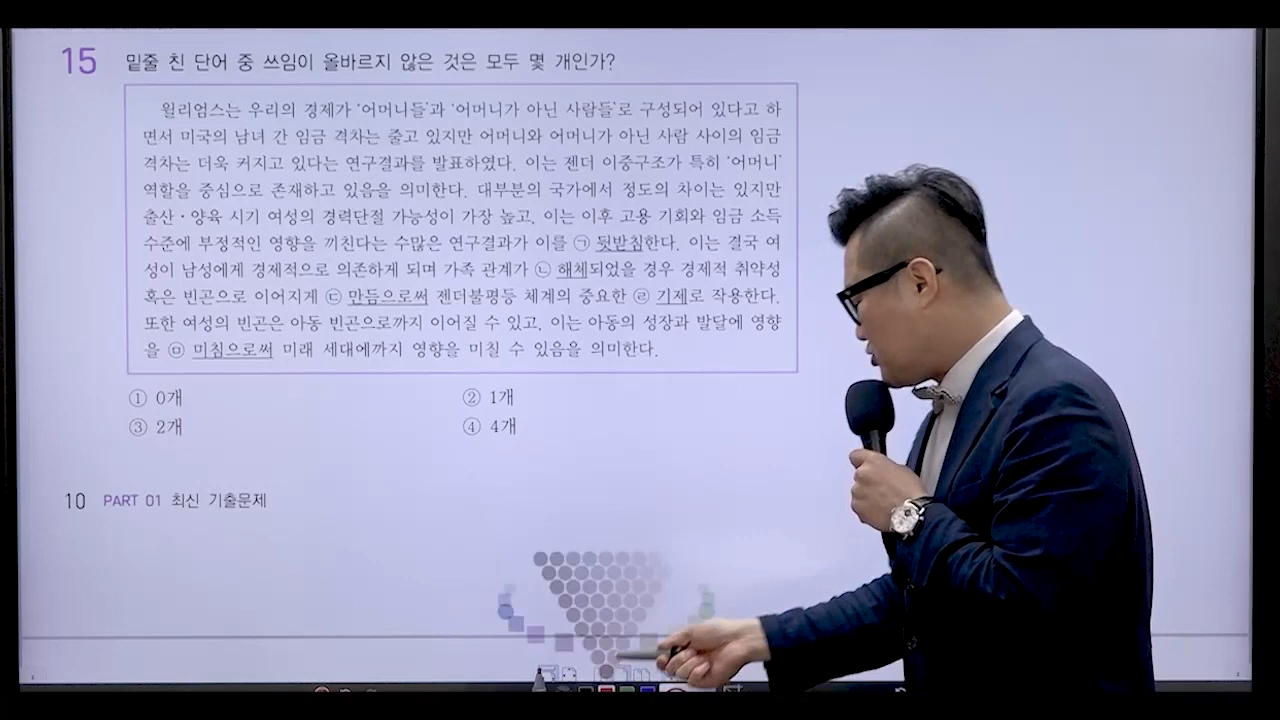 15 밑줄 친 단어 중 쓰임이 올바르지 않은 것은 모두 몇 개인가?
윌리엄스는 우리의 경제가 ‘어머니들’과 ‘어머니가 아닌 사람들’로 구성되어 있다고 하
면서 미국의 남녀 간 임금 격차는 줄고 있지만 어머니와 어머니가 아닌 사람 사이의 임금
격차는 더욱 커지고 있다는 연구결과를 발표하였다. 이는 젠더 이중구조가 특히 ‘어머니’
역할을 중심으로 존재하고 있음을 의미한다. 대부분의 국가에서 정도의 차이는 있지만
출산·양육 시기 여성의 경력단절 가능성이 가장 높고, 이는 이후 고용 기회와 임금 소득
수준에 부정적인 영향을 끼친다는 수많은 연구결과가 이를 ㉠ 뒷받침한다. 이는 결국 여
성이 남성에게 경제적으로 의존하게 되며 가족 관계가 ㉡ 해체되었을 경우 경제적 취약성
혹은 빈곤으로 이어지게 ㉢ 만듬으로써 젠더불평등 체계의 중요한 ㉣ 기제로 작용한다.
또한 여성의 빈곤은 아동 빈곤으로까지 이어질 수 있고, 이는 아동의 성장과 발달에 영향
을 ㉤ 미침으로써 미래 세대에까지 영향을 미칠 수 있음을 의미한다.
① 0개 ② 1개
③ 2개 ④ 4개
10 PART 01 최신 기출문제